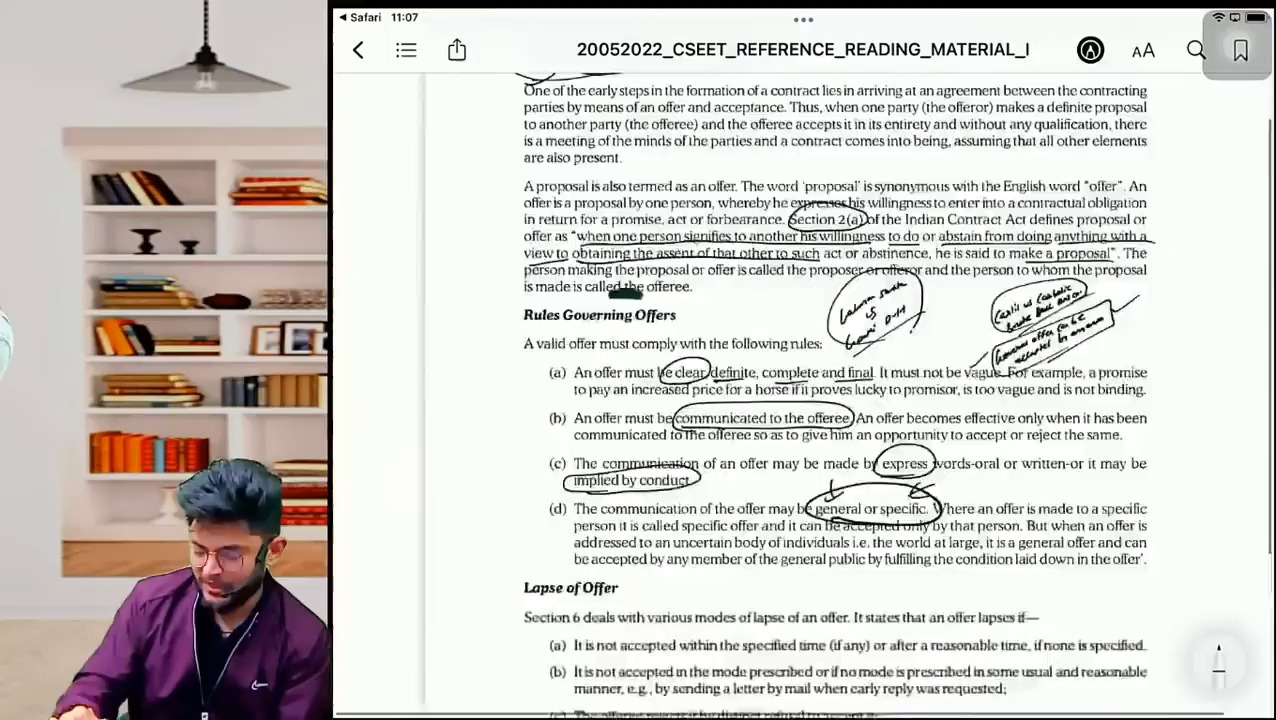 Safari 11:07
20052022_CSEET_REFERENCE_READING_MATERIAL_I
AA
One of the early steps in the formation of a contract lies in arriving at an agreement between the contracting
parties by means of an offer and acceptance. Thus, when one party (the offeror) makes a definite proposal
to another party (the offeree) and the offeree accepts it in its entirety and without any qualification, there
is a meeting of the minds of the parties and a contract comes into being, assuming that all other elements
are also present.
A proposal is also termed as an offer. The word 'proposal' is synonymous with the English word "offer". An
offer is a proposal by one person, whereby he expresses his willingness to enter into a contractual obligation
in return for a promise, act or forbearance. Section 2(a) of the Indian Contract Act defines proposal or
offer as "when one person signifies to another his willingness to do or abstain from doing anything with a
view to obtaining the assent of that other to such act or abstinence, he is said to make a proposal". The
person making the proposal or offer is called the proposer or offeror and the person to whom the proposal
is made is called the offeree.
Rules Governing Offers
A valid offer must comply with the following rules:
General offer can be
(a) An offer must be clear, definite, complete and final. It must not be vague. For example, a promise
to pay an increased price for a horse if it proves lucky to promisor, is too vague and is not binding.
(b) An offer must be communicated to the offeree. An offer becomes effective only when it has been
communicated to the offeree so as to give him an opportunity to accept or reject the same.
(c) The communication of an offer may be made by express words-oral or written-or it may be
implied by conduct.
(d) The communication of the offer may be general or specific. Where an offer is made to a specific
person it is called specific offer and it can be accepted only by that person. But when an offer is
addressed to an uncertain body of individuals i.e. the world at large, it is a general offer and can
be accepted by any member of the general public by fulfilling the condition laid down in the offer'.
Lapse of Offer
Section 6 deals with various modes of lapse of an offer. It states that an offer lapses if—
(a) It is not accepted within the specified time (if any) or after a reasonable time, if none is specified.
(b) It is not accepted in the mode prescribed or if no mode is prescribed in some usual and reasonable
manner, e.g., by sending a letter by mail when early reply was requested;